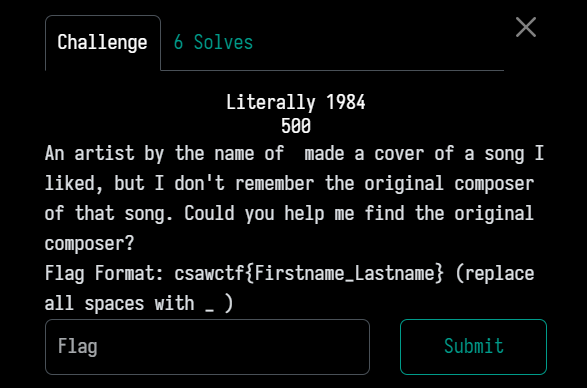 Challenge
6 Solves
Literally 1984
500
An artist by the name of  made a cover of a song I
liked, but I don't remember the original composer
of that song. Could you help me find the original
composer?
Flag Format: csawctf{Firstname_Lastname} (replace
all spaces with _ )
Flag
Submit